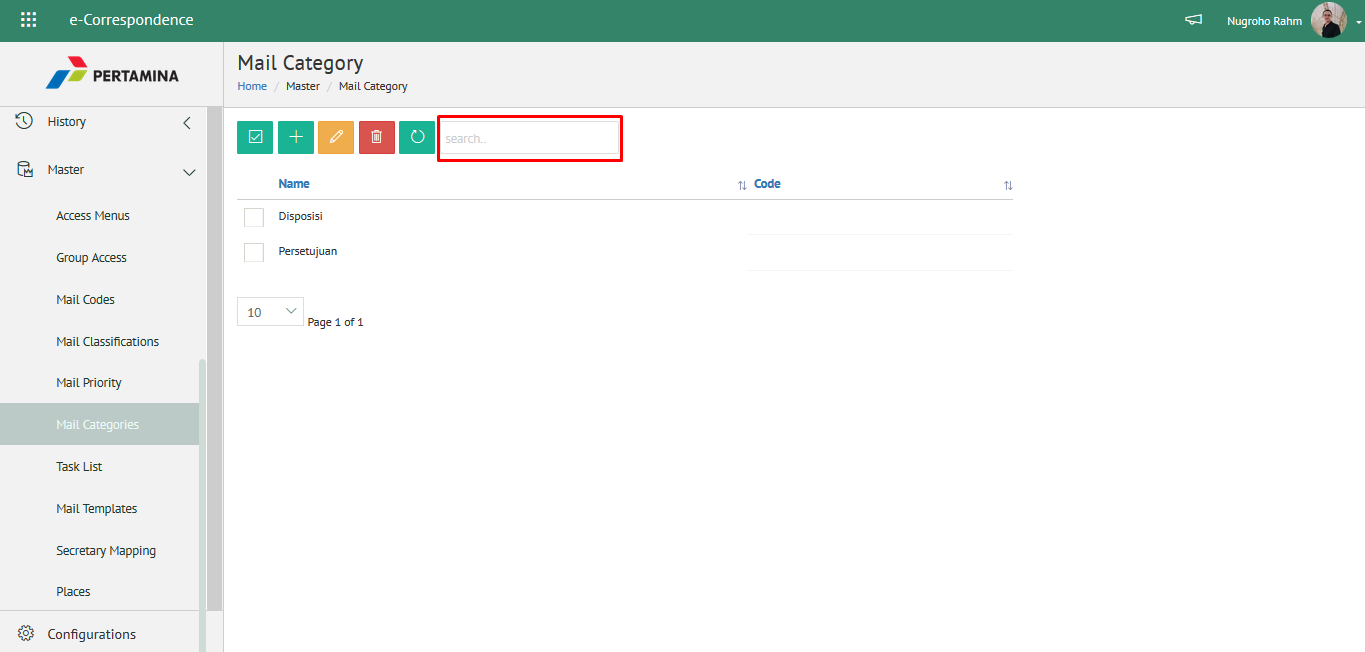 e-Correspondence
Nugroho Rahm
PERTAMINA
Mail Category
Home / Master / Mail Category
History
Master
Access Menus
Group Access
Mail Codes
Mail Classifications
Mail Priority
Mail Categories
Task List
Mail Templates
Secretary Mapping
Places
Configurations
search..
Name Code
Disposisi
Persetujuan
10 Page 1 of 1